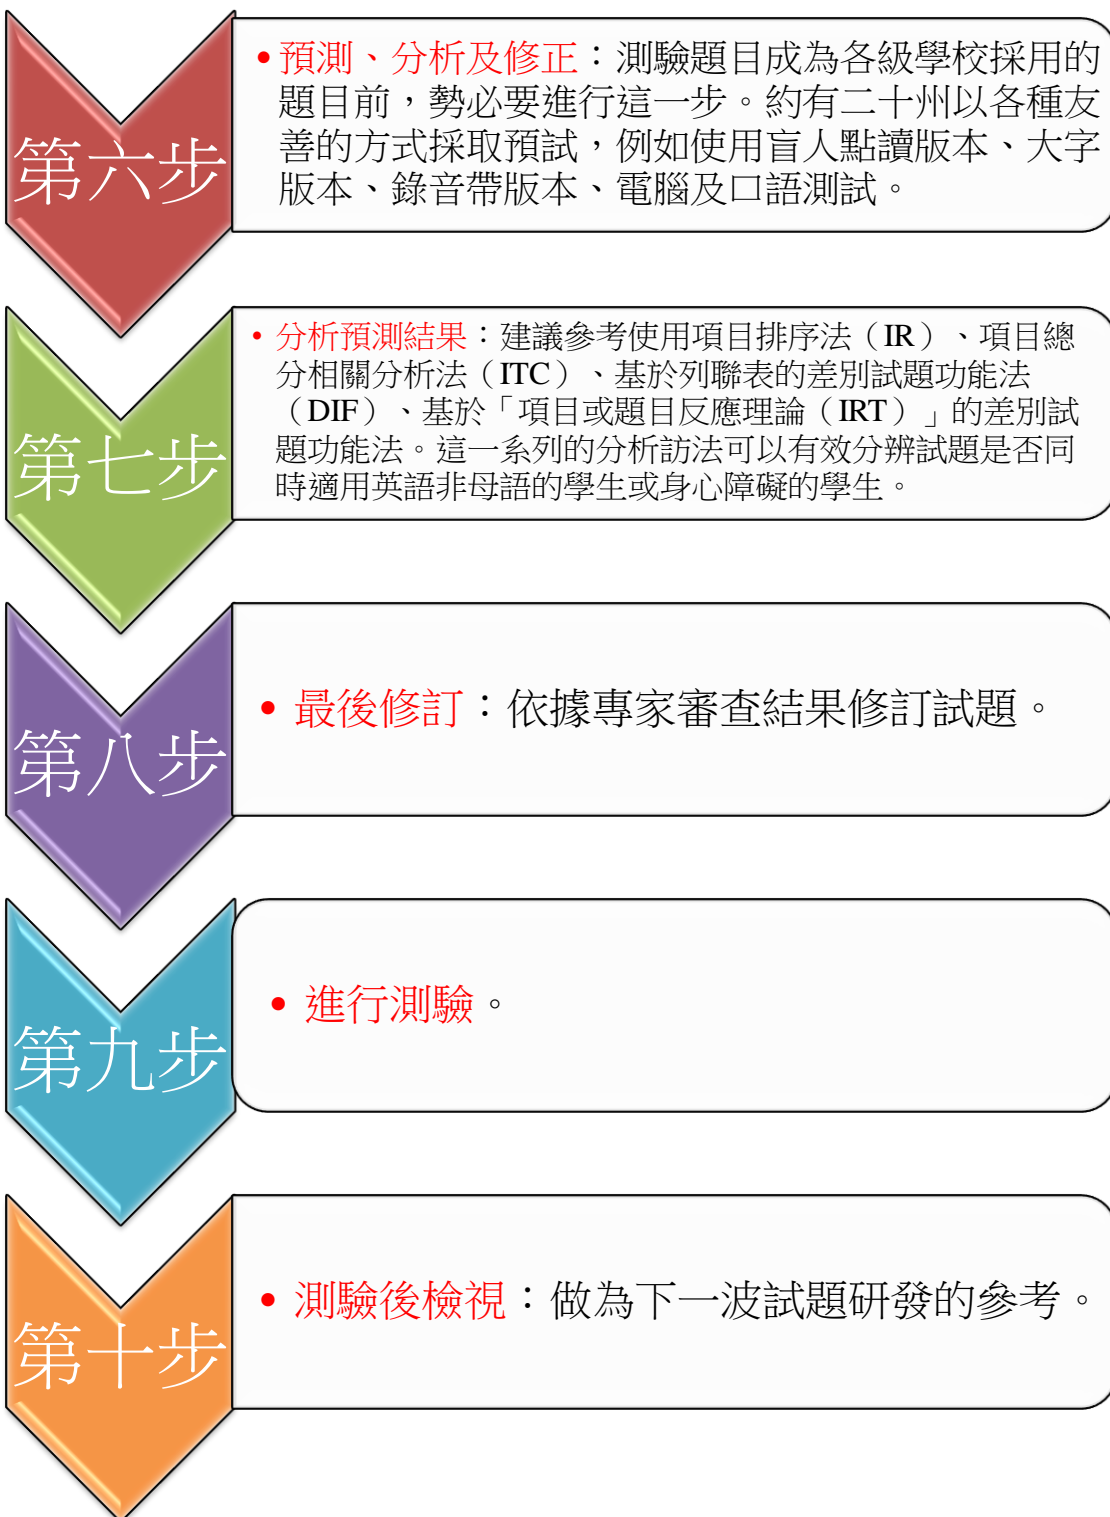 第六步
•預測、分析及修正：測驗題目成為各級學校採用的
題目前，勢必要進行這一步。約有二十州以各種友
善的方式採取預試，例如使用盲人點讀版本、大字
版本、錄音帶版本、電腦及口語測試。
第七步
•分析預測結果：建議參考使用項目排序法（IR）、項目總
分相關分析法（ITC）、基於列聯表的差別試題功能法
（DIF）、基於「項目或題目反應理論（IRT）」的差別試
題功能法。這一系列的分析訪法可以有效分辨試題是否同
時適用英語非母語的學生或身心障礙的學生。
第八步
•最後修訂：依據專家審查結果修訂試題。
第九步
•進行測驗。
第十步
•測驗後檢視：做為下一波試題研發的參考。